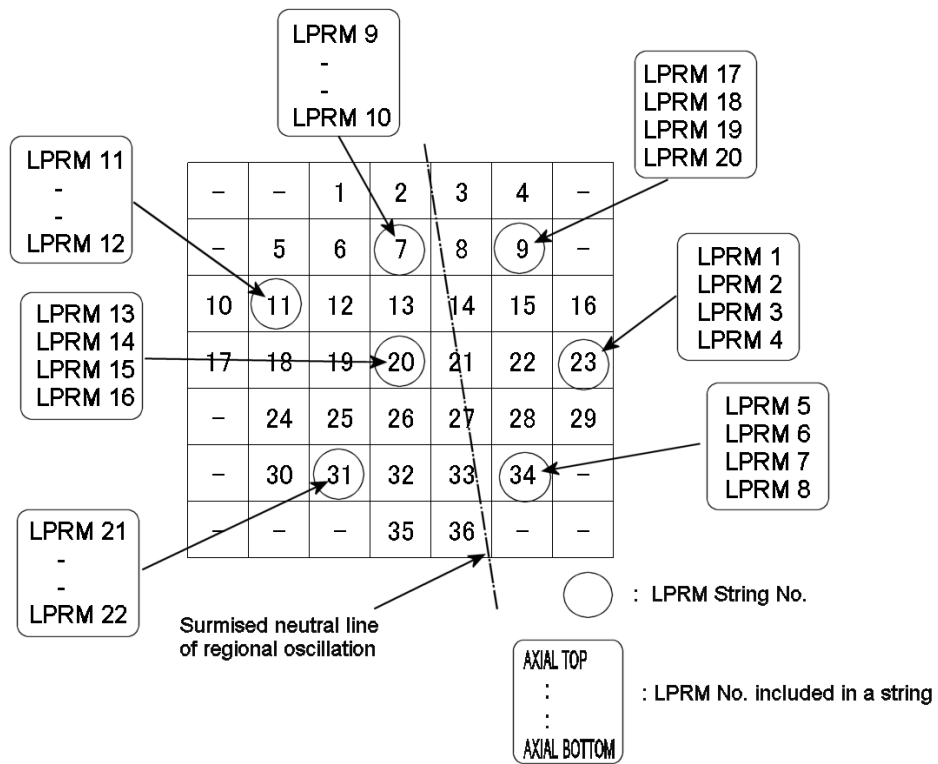 LPRM 9
-
-
LPRM 10
LPRM 17
LPRM 18
LPRM 19
LPRM 20
LPRM 11
-
-
LPRM 12
– – 1 2 3 4 –
– 5 6 7 8 9 –
10 11 12 13 14 15 16
17 18 19 20 21 22 23
– 24 25 26 27 28 29
– 30 31 32 33 34 –
– – – 35 36 – –
LPRM 1
LPRM 2
LPRM 3
LPRM 4
LPRM 13
LPRM 14
LPRM 15
LPRM 16
LPRM 5
LPRM 6
LPRM 7
LPRM 8
LPRM 21
-
-
LPRM 22
Surmised neutral line
of regional oscillation
: LPRM String No.
AXIAL TOP
:
:
AXIAL BOTTOM
: LPRM No. included in a string